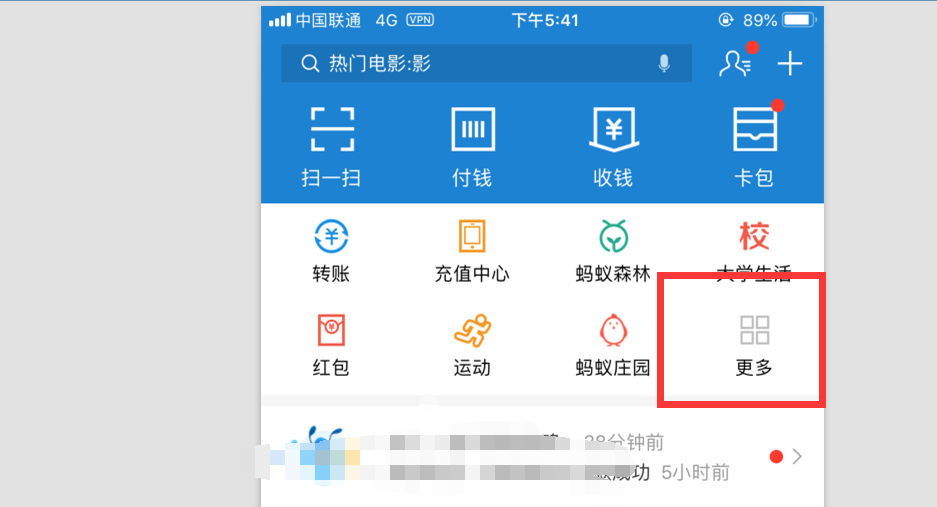 中国联通 4G VPN 下午5:41 89%
热门电影:影
扫一扫 付钱 收钱 卡包
校
转账 充值中心 蚂蚁森林 大学生活
红包 运动 蚂蚁庄园 更多
28分钟前
成功 5小时前